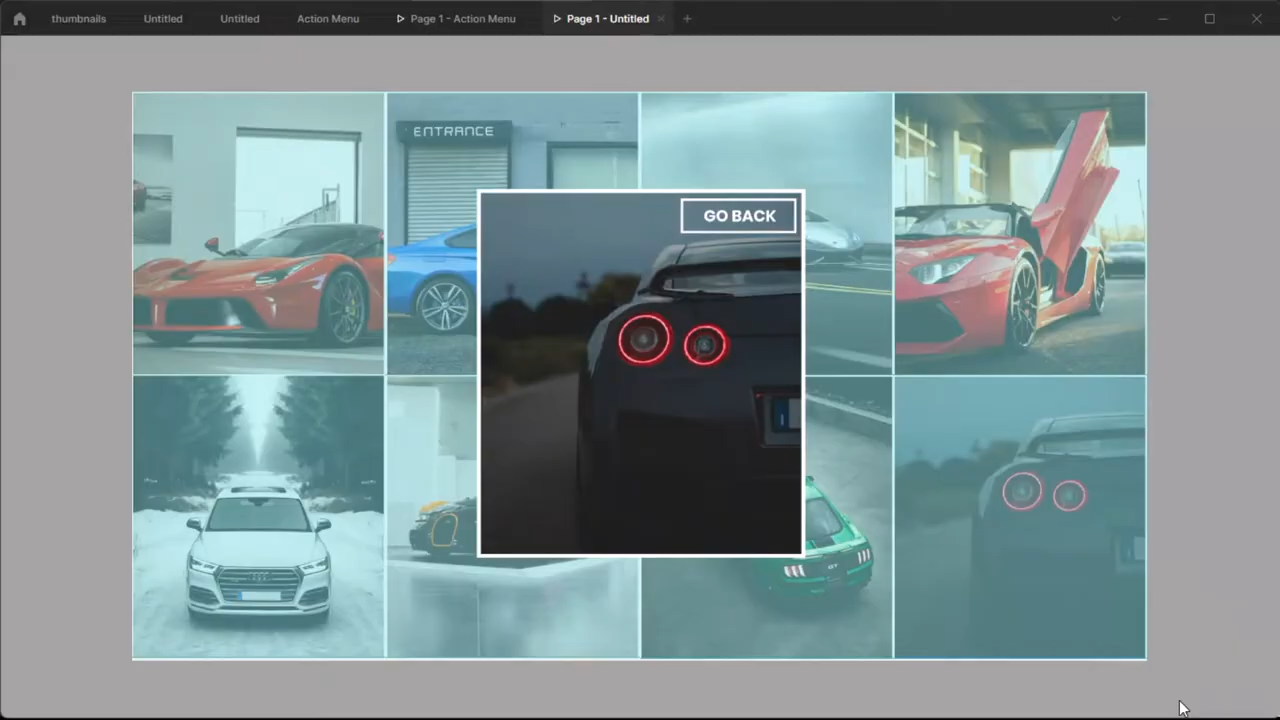 thumbnails
Untitled
Untitled
Action Menu
Page 1 - Action Menu
Page 1 - Untitled
ENTRANCE
GO BACK